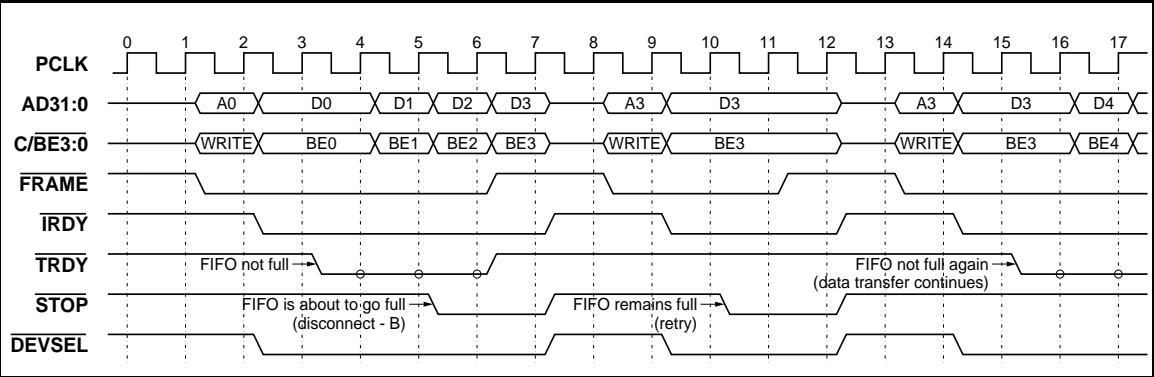 0 1 2 3 4 5 6 7 8 9 10 11 12 13 14 15 16 17
PCLK
AD31:0 A0 D0 D1 D2 D3 A3 D3 A3 D3 D4
C/BE3:0 WRITE BE0 BE1 BE2 BE3 WRITE BE3 WRITE BE3 BE4
FRAME
IRDY
TRDY FIFO not full FIFO not full again
(data transfer continues)
STOP FIFO is about to go full FIFO remains full
(disconnect - B) (retry)
DEVSEL